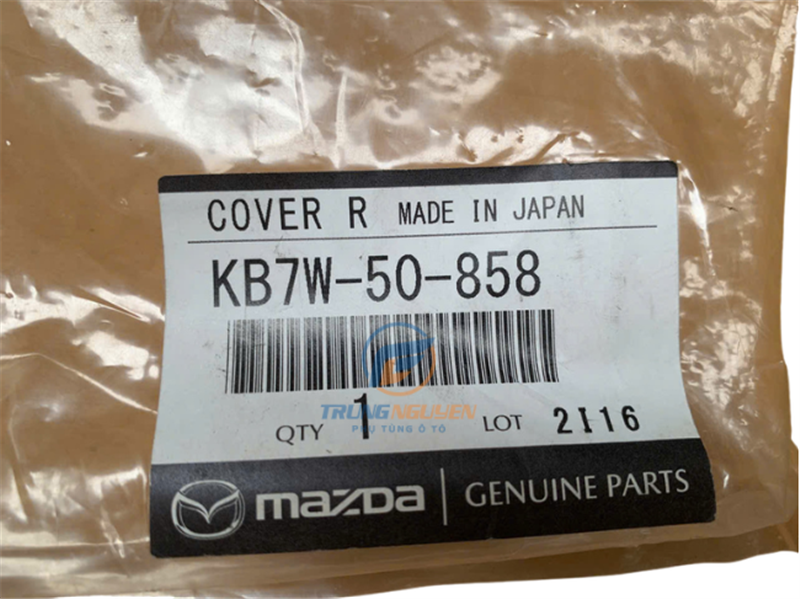 COVER R MADE IN JAPAN
KB7W-50-858
TRUNG NGUYEN
PHỤ TÙNG Ô TÔ
QTY 1 LOT 2I16
mazda GENUINE PARTS